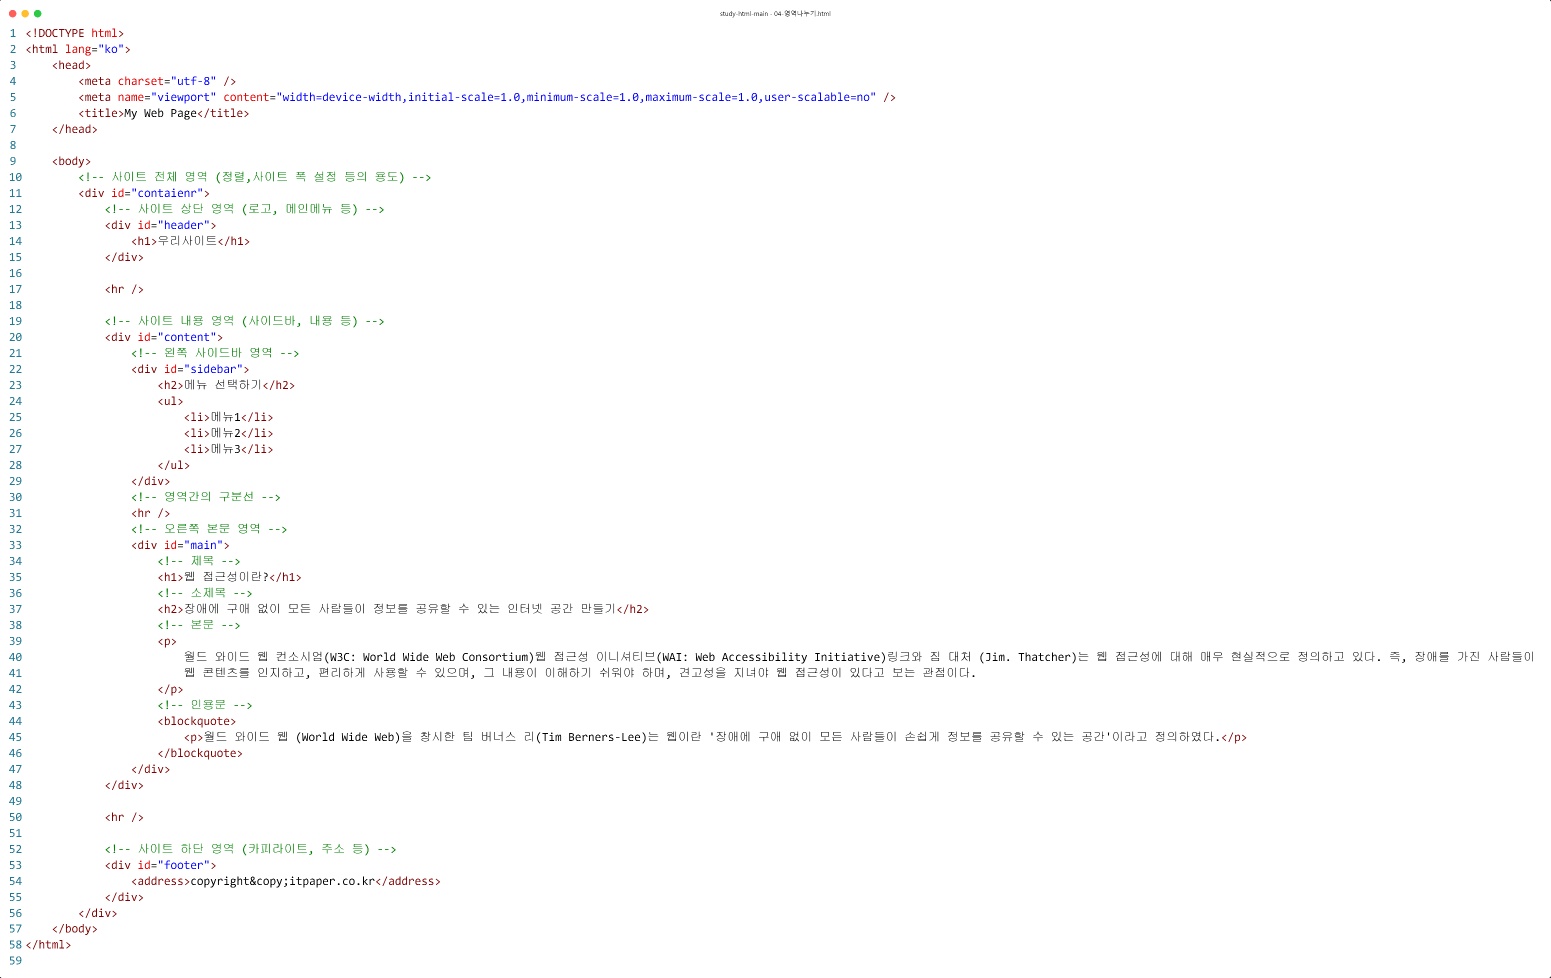 study-html-main - 04-영역나누기.html
1 <!DOCTYPE html>
2 <html lang="ko">
3     <head>
4         <meta charset="utf-8" />
5         <meta name="viewport" content="width=device-width,initial-scale=1.0,minimum-scale=1.0,maximum-scale=1.0,user-scalable=no" />
6         <title>My Web Page</title>
7     </head>
8
9     <body>
10         <!-- 사이트 전체 영역 (정렬,사이트 폭 설정 등의 용도) -->
11         <div id="contaienr">
12             <!-- 사이트 상단 영역 (로고, 메인메뉴 등) -->
13             <div id="header">
14                 <h1>우리사이트</h1>
15             </div>
16
17             <hr />
18
19             <!-- 사이트 내용 영역 (사이드바, 내용 등) -->
20             <div id="content">
21                 <!-- 왼쪽 사이드바 영역 -->
22                 <div id="sidebar">
23                     <h2>메뉴 선택하기</h2>
24                     <ul>
25                         <li>메뉴1</li>
26                         <li>메뉴2</li>
27                         <li>메뉴3</li>
28                     </ul>
29                 </div>
30                 <!-- 영역간의 구분선 -->
31                 <hr />
32                 <!-- 오른쪽 본문 영역 -->
33                 <div id="main">
34                     <!-- 제목 -->
35                     <h1>웹 접근성이란?</h1>
36                     <!-- 소제목 -->
37                     <h2>장애에 구애 없이 모든 사람들이 정보를 공유할 수 있는 인터넷 공간 만들기</h2>
38                     <!-- 본문 -->
39                     <p>
40                         월드 와이드 웹 컨소시엄(W3C: World Wide Web Consortium)웹 접근성 이니셔티브(WAI: Web Accessibility Initiative)링크와 짐 대처 (Jim. Thatcher)는 웹 접근성에 대해 매우 현실적으로 정의하고 있다. 즉, 장애를 가진 사람들이
41                         웹 콘텐츠를 인지하고, 편리하게 사용할 수 있으며, 그 내용이 이해하기 쉬워야 하며, 견고성을 지녀야 웹 접근성이 있다고 보는 관점이다.
42                     </p>
43                     <!-- 인용문 -->
44                     <blockquote>
45                         <p>월드 와이드 웹 (World Wide Web)을 창시한 팀 버너스 리(Tim Berners-Lee)는 웹이란 '장애에 구애 없이 모든 사람들이 손쉽게 정보를 공유할 수 있는 공간'이라고 정의하였다.</p>
46                     </blockquote>
47                 </div>
48             </div>
49
50             <hr />
51
52             <!-- 사이트 하단 영역 (카피라이트, 주소 등) -->
53             <div id="footer">
54                 <address>copyright&copy;itpaper.co.kr</address>
55             </div>
56         </div>
57     </body>
58 </html>
59